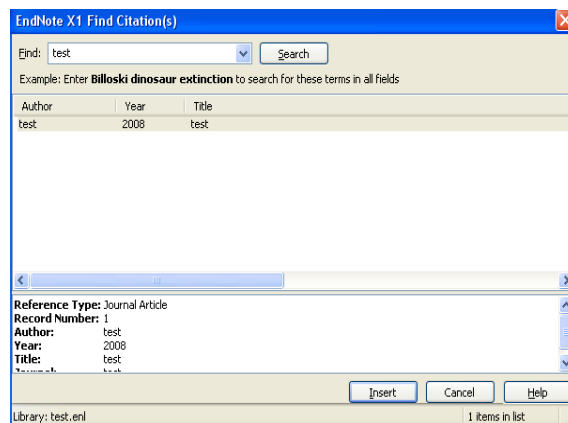 EndNote X1 Find Citation(s)
Find: test Search
Example: Enter Billoski dinosaur extinction to search for these terms in all fields
Author Year Title
test 2008 test
Reference Type: Journal Article
Record Number: 1
Author: test
Year: 2008
Title: test
Insert Cancel Help
Library: test.enl 1 items in list